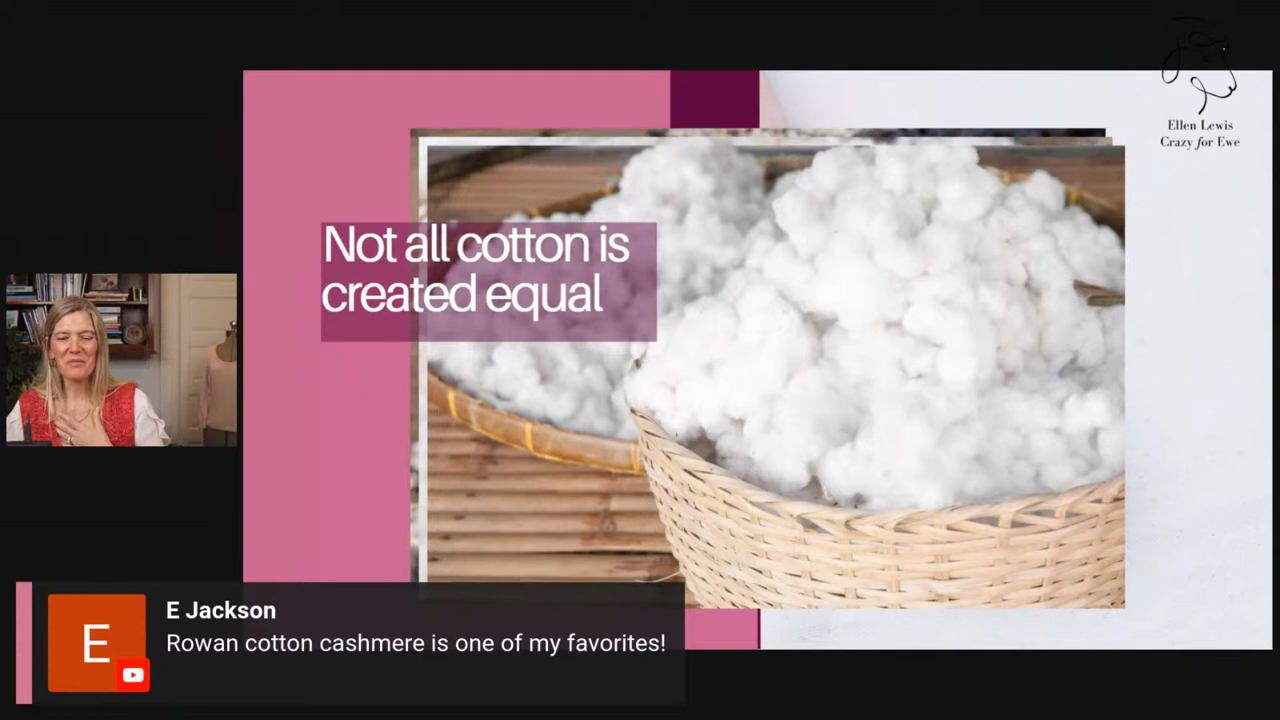 Ellen Lewis
Crazy for Ewe
Not all cotton is
created equal
E
E Jackson
Rowan cotton cashmere is one of my favorites!